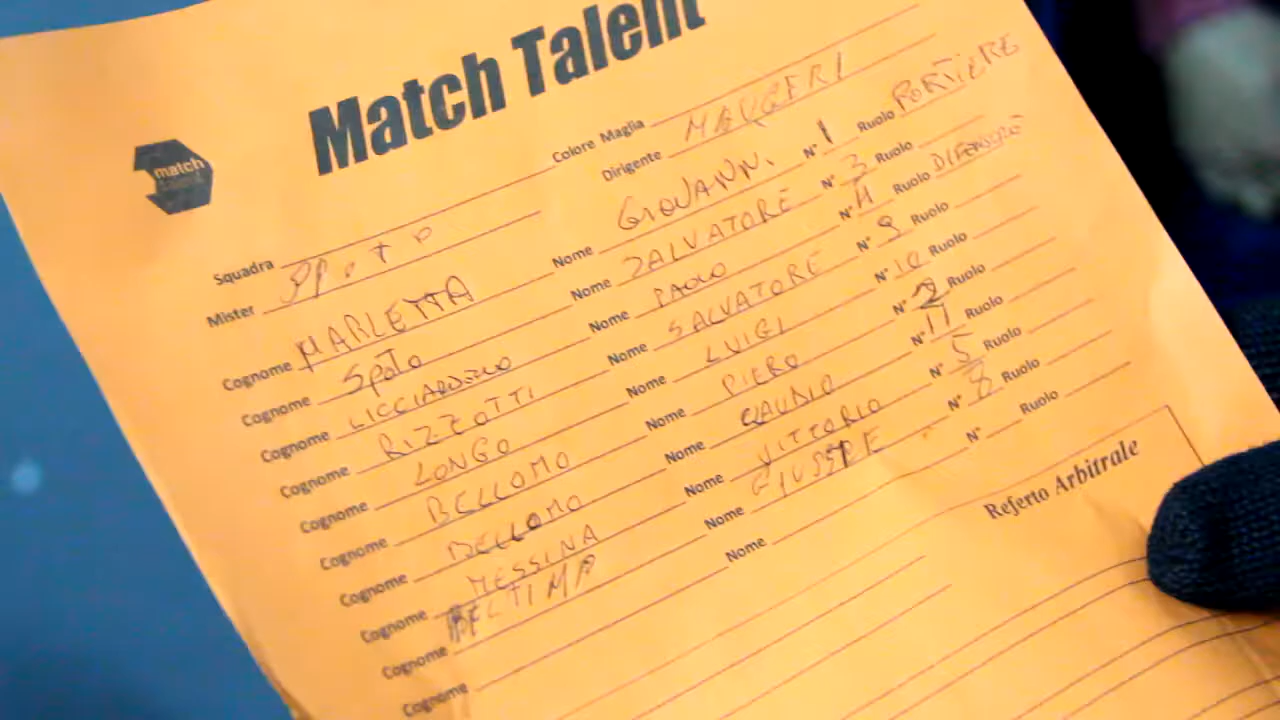 Match Talent
match
talent
Colore Maglia
Squadra Dirigente MAUGERI
Mister
Cognome MARLETTA Nome GIOVANNI N° 1 Ruolo PORTIERE
Cognome Spoto Nome SALVATORE N° 3 Ruolo
Cognome LICCIARDELLO Nome PAOLO N° 4 Ruolo DIFENSORE
Cognome RIZZOTTI Nome SALVATORE N° 9 Ruolo
Cognome LONGO Nome LUIGI N° 10 Ruolo
Cognome BELLOMO Nome PIERO N° 2 Ruolo
Cognome BELLOMO Nome CLAUDIO N° 11 Ruolo
Cognome MESSINA Nome VITTORIO N° 5 Ruolo
Cognome Nome N° 8 Ruolo
Cognome Nome N° Ruolo
Referto Arbitrale